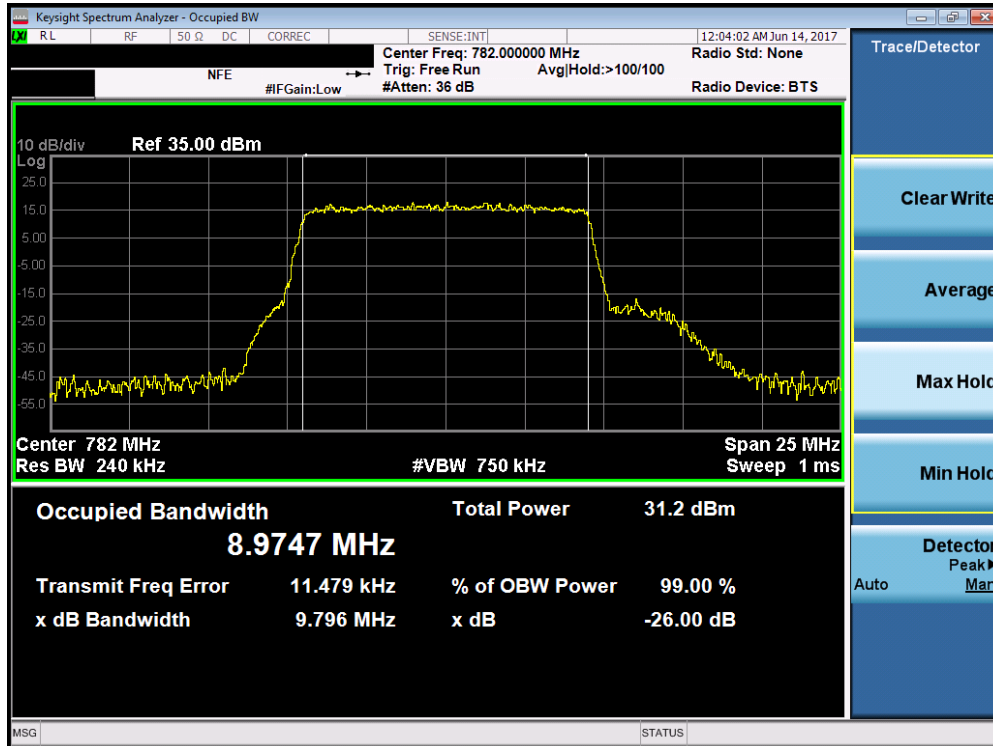 Keysight Spectrum Analyzer - Occupied BW
LXI RL RF 50 Ω DC CORREC SENSE:INT 12:04:02 AM Jun 14, 2017
Center Freq: 782.000000 MHz Radio Std: None
NFE Trig: Free Run Avg|Hold:>100/100
#IFGain:Low #Atten: 36 dB Radio Device: BTS
Trace/Detector
10 dB/div Ref 35.00 dBm
Log
25.0
15.0
5.00
-5.00
-15.0
-25.0
-35.0
-45.0
-55.0
Center 782 MHz Span 25 MHz
Res BW 240 kHz #VBW 750 kHz Sweep 1 ms
Occupied Bandwidth Total Power 31.2 dBm
8.9747 MHz
Transmit Freq Error 11.479 kHz % of OBW Power 99.00 %
x dB Bandwidth 9.796 MHz x dB -26.00 dB
Clear Write
Average
Max Hold
Min Hold
Detector
Peak
Auto Man
MSG STATUS